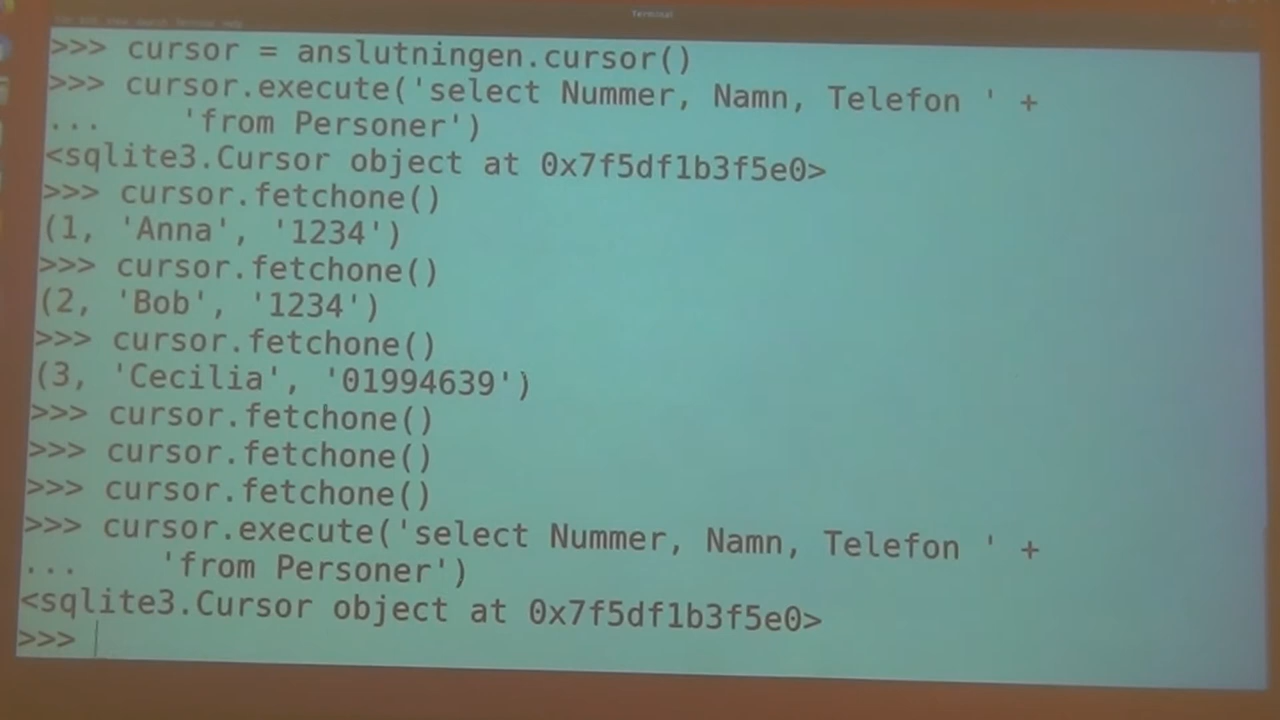 Terminal
>>> cursor = anslutningen.cursor()
>>> cursor.execute('select Nummer, Namn, Telefon ' +
...     'from Personer')
<sqlite3.Cursor object at 0x7f5df1b3f5e0>
>>> cursor.fetchone()
(1, 'Anna', '1234')
>>> cursor.fetchone()
(2, 'Bob', '1234')
>>> cursor.fetchone()
(3, 'Cecilia', '01994639')
>>> cursor.fetchone()
>>> cursor.fetchone()
>>> cursor.fetchone()
>>> cursor.execute('select Nummer, Namn, Telefon ' +
...     'from Personer')
<sqlite3.Cursor object at 0x7f5df1b3f5e0>
>>>